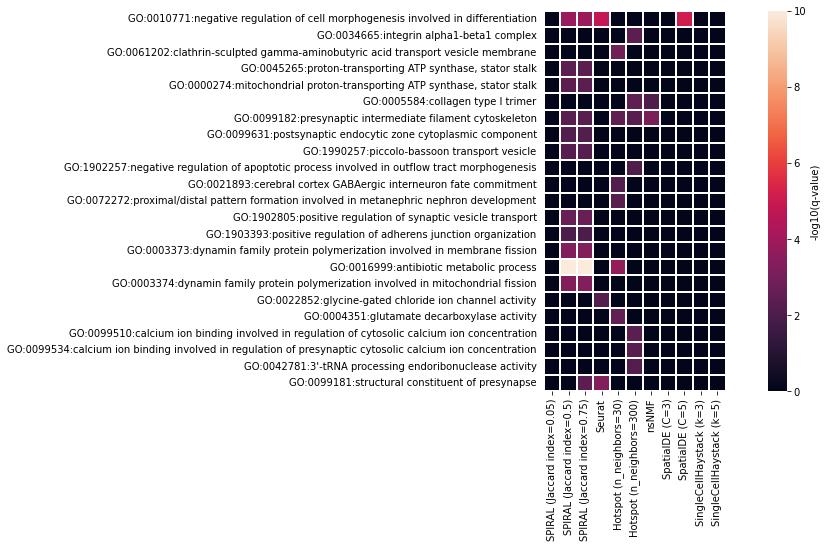 GO:0010771:negative regulation of cell morphogenesis involved in differentiation
GO:0034665:integrin alpha1-beta1 complex
GO:0061202:clathrin-sculpted gamma-aminobutyric acid transport vesicle membrane
GO:0045265:proton-transporting ATP synthase, stator stalk
GO:0000274:mitochondrial proton-transporting ATP synthase, stator stalk
GO:0005584:collagen type I trimer
GO:0099182:presynaptic intermediate filament cytoskeleton
GO:0099631:postsynaptic endocytic zone cytoplasmic component
GO:1990257:piccolo-bassoon transport vesicle
GO:1902257:negative regulation of apoptotic process involved in outflow tract morphogenesis
GO:0021893:cerebral cortex GABAergic interneuron fate commitment
GO:0072272:proximal/distal pattern formation involved in metanephric nephron development
GO:1902805:positive regulation of synaptic vesicle transport
GO:1903393:positive regulation of adherens junction organization
GO:0003373:dynamin family protein polymerization involved in membrane fission
GO:0016999:antibiotic metabolic process
GO:0003374:dynamin family protein polymerization involved in mitochondrial fission
GO:0022852:glycine-gated chloride ion channel activity
GO:0004351:glutamate decarboxylase activity
GO:0099510:calcium ion binding involved in regulation of cytosolic calcium ion concentration
GO:0099534:calcium ion binding involved in regulation of presynaptic cytosolic calcium ion concentration
GO:0042781:3'-tRNA processing endoribonuclease activity
GO:0099181:structural constituent of presynapse
SPIRAL (Jaccard index=0.05)
SPIRAL (Jaccard index=0.5)
SPIRAL (Jaccard index=0.75)
Seurat
Hotspot (n_neighbors=30)
Hotspot (n_neighbors=300)
nsNMF
SpatialDE (C=3)
SpatialDE (C=5)
SingleCellHaystack (k=3)
SingleCellHaystack (k=5)
10
8
6
4
2
0
-log10(q-value)